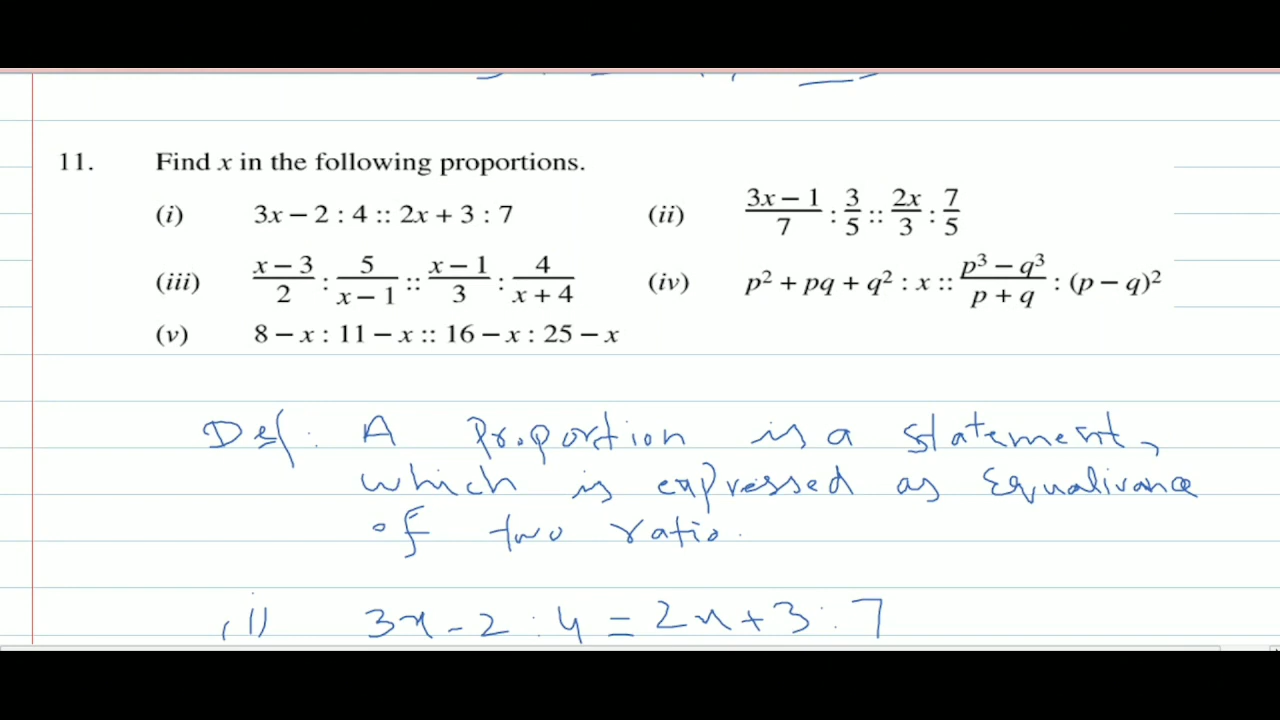 11. Find x in the following proportions.
(i) 3x − 2 : 4 :: 2x + 3 : 7 (ii) (3x − 1)/7 : 3/5 :: 2x/3 : 7/5
(iii) (x − 3)/2 : 5/(x − 1) :: (x − 1)/3 : 4/(x + 4) (iv) p² + pq + q² : x :: (p³ − q³)/(p + q) : (p − q)²
(v) 8 − x : 11 − x :: 16 − x : 25 − x
Def: A Proportion is a statement,
which is expressed as Equalivance
of two ratio.
(i) 3x - 2 : 4 = 2x + 3 : 7